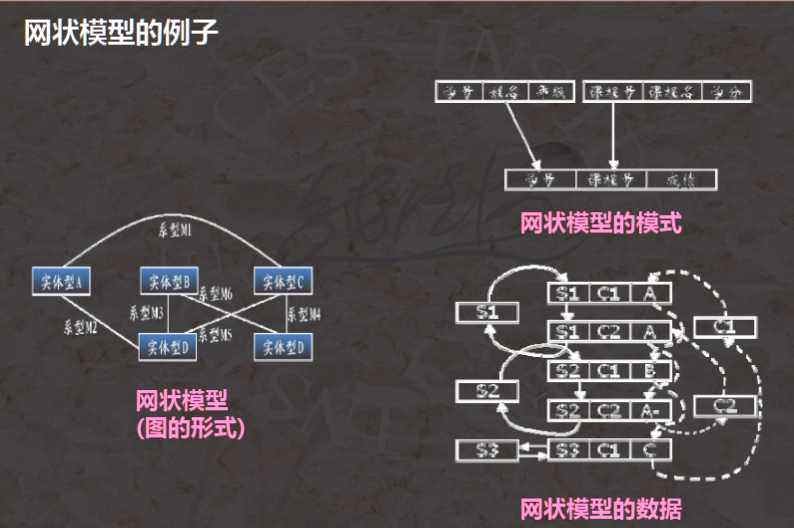 网状模型的例子
学号 姓名 系级 课程号 课程名 学分
学号 课程号 成绩
网状模型的模式
系型M1
实体型A 实体型B 实体型C
系型M6
系型M3 系型M4
系型M2 系型M5
实体型D 实体型D
网状模型
(图的形式)
S1 C1 A
S1
S1 C2 A
C1
S2 C1 B
S2
S2 C2 A-
C2
S3 S3 C1 C
网状模型的数据